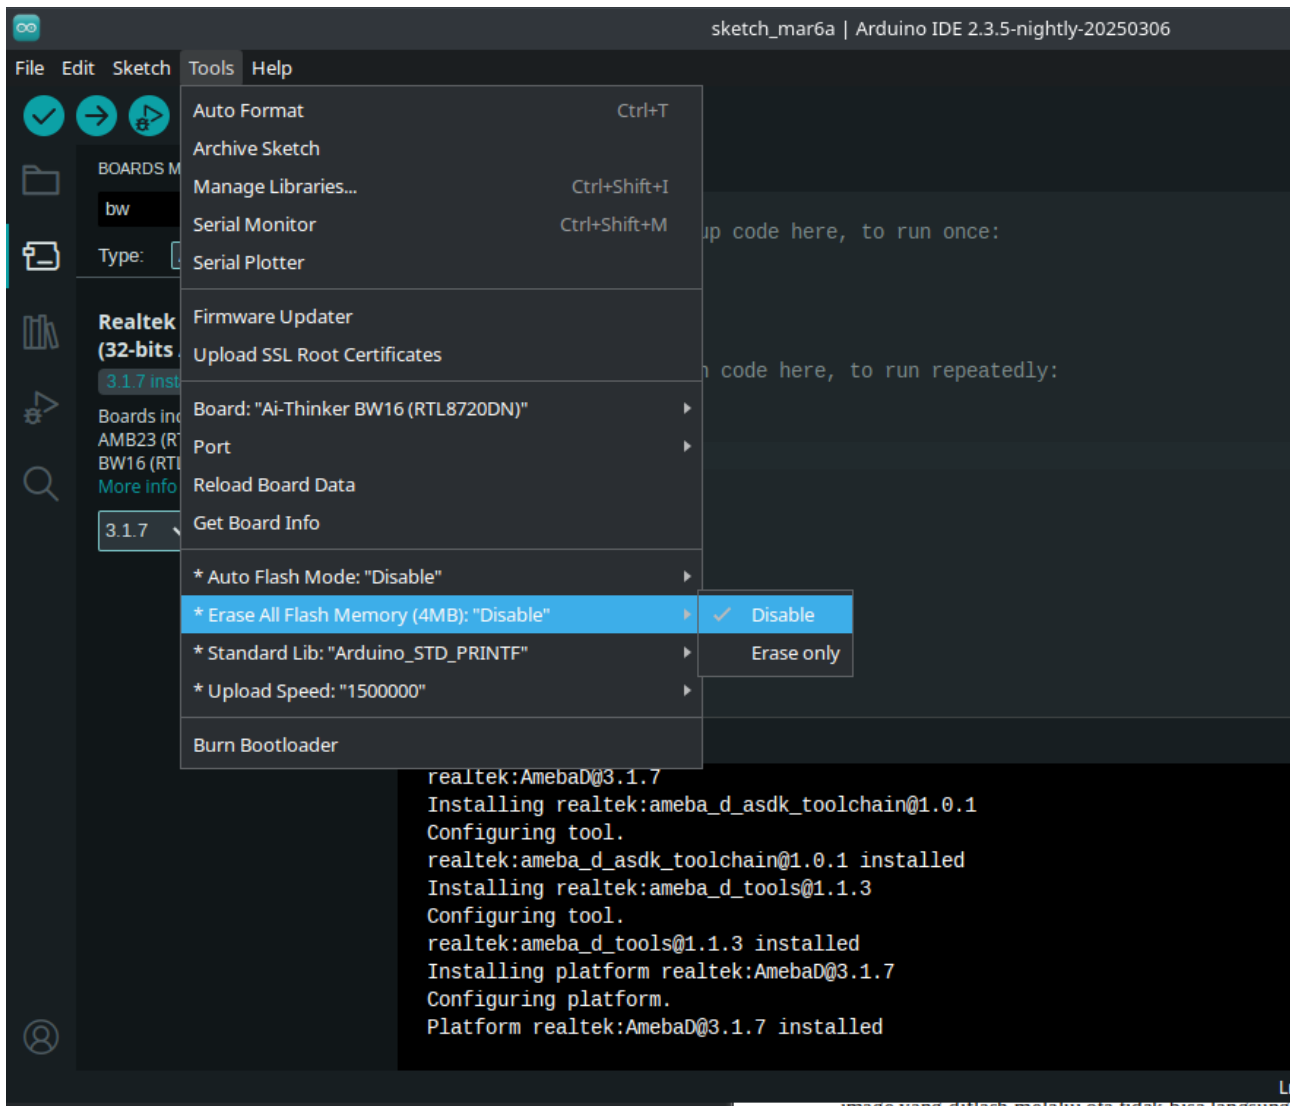 sketch_mar6a | Arduino IDE 2.3.5-nightly-20250306
File Edit Sketch Tools Help
Auto Format Ctrl+T
Archive Sketch
Manage Libraries... Ctrl+Shift+I
Serial Monitor Ctrl+Shift+M
Serial Plotter
Firmware Updater
Upload SSL Root Certificates
Board: "Ai-Thinker BW16 (RTL8720DN)"
Port
Reload Board Data
Get Board Info
* Auto Flash Mode: "Disable"
* Erase All Flash Memory (4MB): "Disable"
* Standard Lib: "Arduino_STD_PRINTF"
* Upload Speed: "1500000"
Burn Bootloader
Disable
Erase only
BOARDS M
bw
Type:
Realtek
(32-bits
3.1.7 inst
Boards inc
AMB23 (R
BW16 (RTL
More info
3.1.7
up code here, to run once:
code here, to run repeatedly:
realtek:AmebaD@3.1.7
Installing realtek:ameba_d_asdk_toolchain@1.0.1
Configuring tool.
realtek:ameba_d_asdk_toolchain@1.0.1 installed
Installing realtek:ameba_d_tools@1.1.3
Configuring tool.
realtek:ameba_d_tools@1.1.3 installed
Installing platform realtek:AmebaD@3.1.7
Configuring platform.
Platform realtek:AmebaD@3.1.7 installed